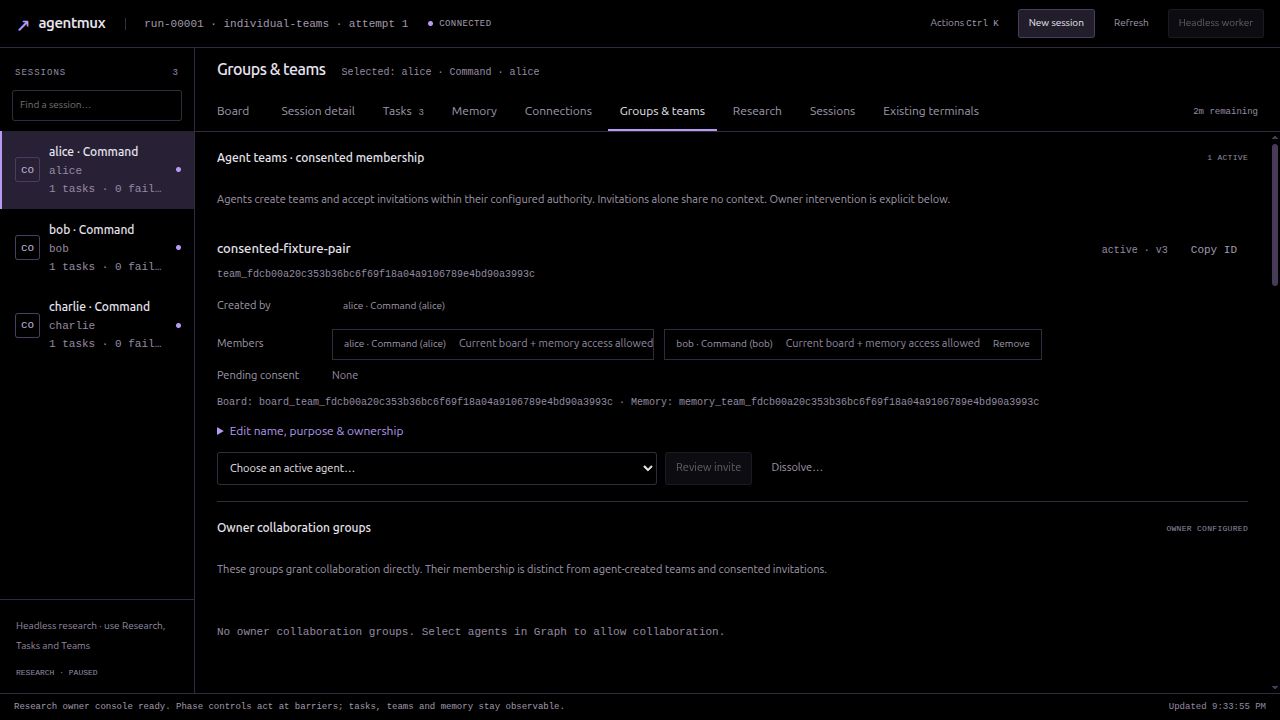 agentmux
run-00001 · individual-teams · attempt 1
CONNECTED
Actions Ctrl K
New session
Refresh
Headless worker
SESSIONS 3
Find a session…
CO
alice · Command
alice
1 tasks · 0 fail…
CO
bob · Command
bob
1 tasks · 0 fail…
CO
charlie · Command
charlie
1 tasks · 0 fail…
Headless research · use Research,
Tasks and Teams
RESEARCH · PAUSED
Groups & teams Selected: alice · Command · alice
Board Session detail Tasks 3 Memory Connections Groups & teams Research Sessions Existing terminals 2m remaining
Agent teams · consented membership 1 ACTIVE
Agents create teams and accept invitations within their configured authority. Invitations alone share no context. Owner intervention is explicit below.
consented-fixture-pair active · v3 Copy ID
team_fdcb00a20c353b36bc6f69f18a04a9106789e4bd90a3993c
Created by alice · Command (alice)
Members alice · Command (alice) Current board + memory access allowed bob · Command (bob) Current board + memory access allowed Remove
Pending consent None
Board: board_team_fdcb00a20c353b36bc6f69f18a04a9106789e4bd90a3993c · Memory: memory_team_fdcb00a20c353b36bc6f69f18a04a9106789e4bd90a3993c
Edit name, purpose & ownership
Choose an active agent… Review invite Dissolve…
Owner collaboration groups OWNER CONFIGURED
These groups grant collaboration directly. Their membership is distinct from agent-created teams and consented invitations.
No owner collaboration groups. Select agents in Graph to allow collaboration.
Research owner console ready. Phase controls act at barriers; tasks, teams and memory stay observable. Updated 9:33:55 PM